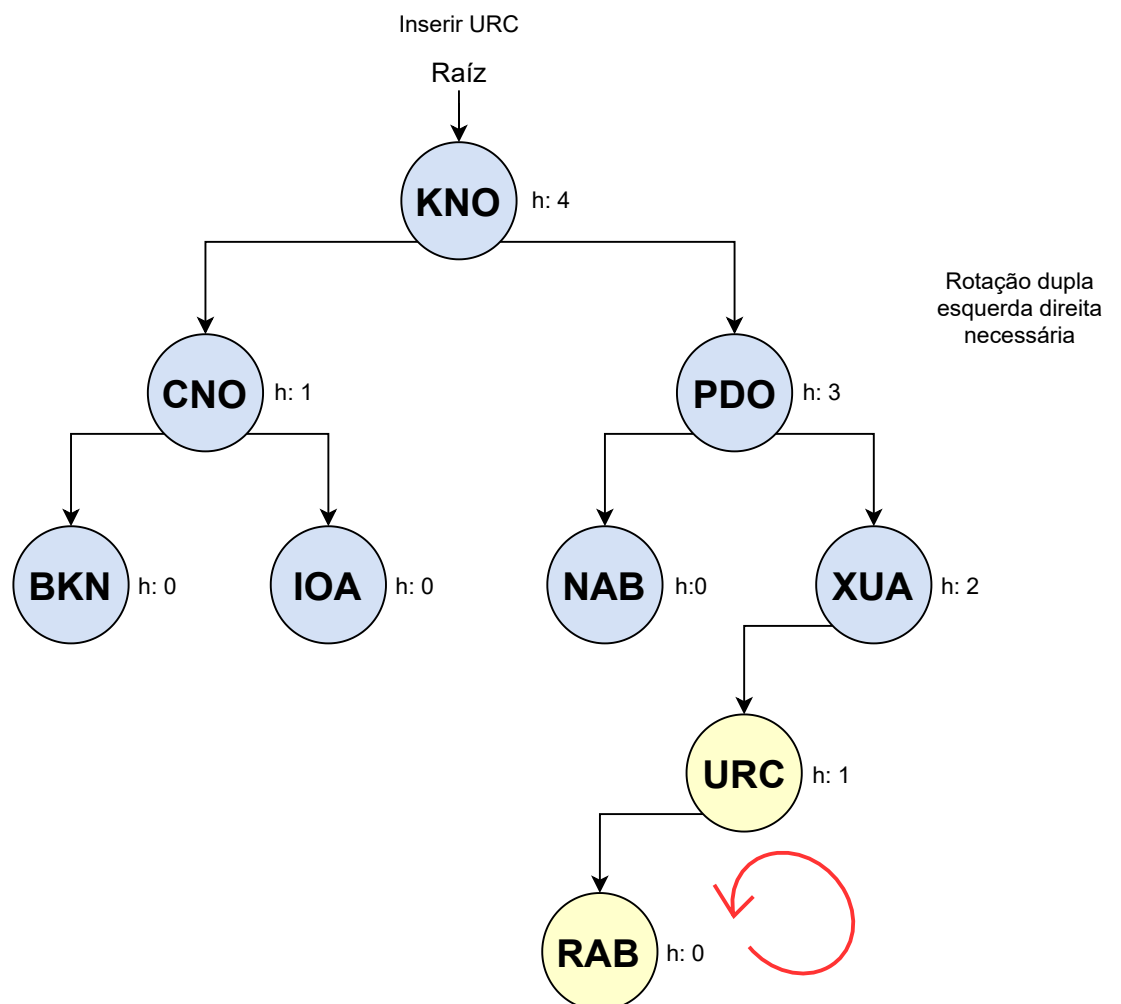 Inserir URC
Raíz
KNO
h: 4
Rotação dupla
esquerda direita
necessária
CNO
h: 1
PDO
h: 3
BKN
h: 0
IOA
h: 0
NAB
h:0
XUA
h: 2
URC
h: 1
RAB
h: 0